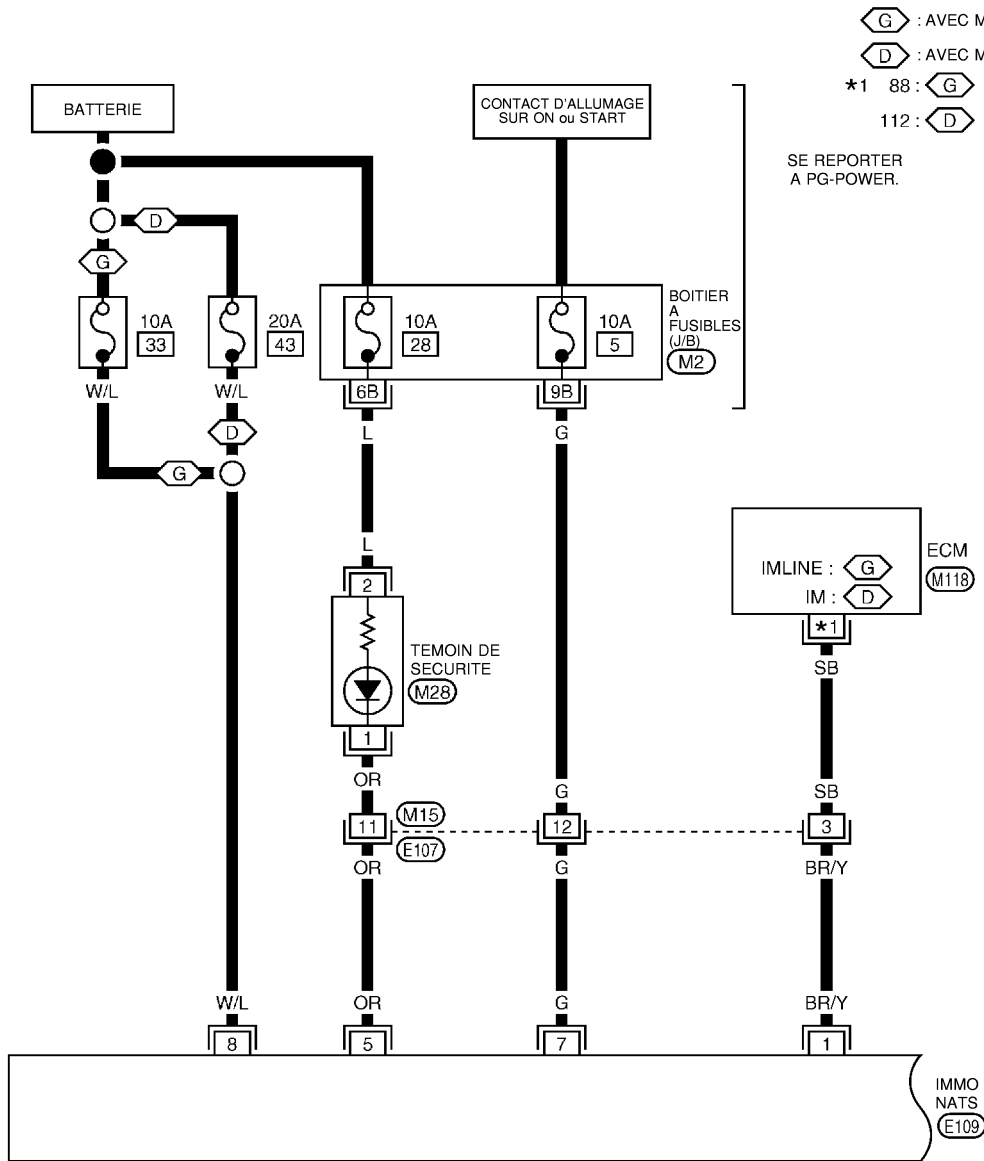 G : AVEC M
D : AVEC M
*1 88 : G
112 : D
BATTERIE
CONTACT D'ALLUMAGE
SUR ON ou START
SE REPORTER
A PG-POWER.
D
G
10A
33
20A
43
10A
28
10A
5
BOITIER
A
FUSIBLES
(J/B)
M2
W/L
W/L
6B
9B
D
L
G
G
L
2
TEMOIN DE
SECURITE
M28
1
ECM
M118
IMLINE : G
IM : D
*1
SB
OR
G
SB
11
M15
E107
12
3
OR
G
BR/Y
W/L
OR
G
BR/Y
8
5
7
1
IMMO
NATS
E109